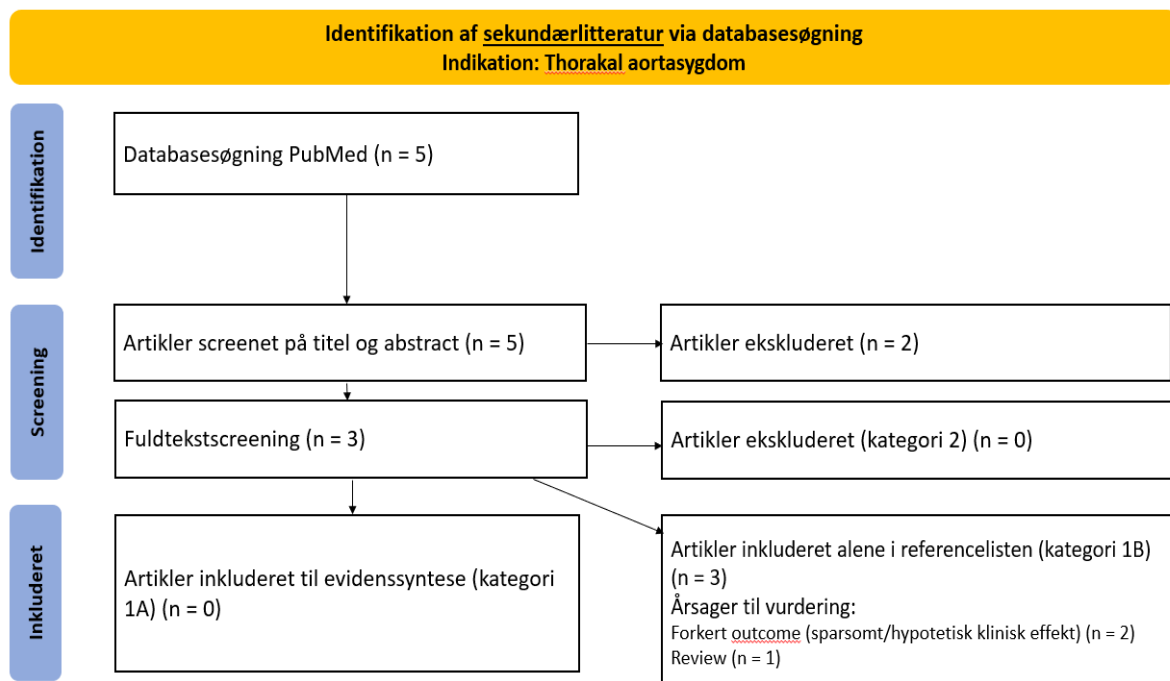 Identifikation af sekundærlitteratur via databasesøgning
Indikation: Thorakal aortasygdom
Identifikation
Databasesøgning PubMed (n = 5)
Screening
Artikler screenet på titel og abstract (n = 5)
Artikler ekskluderet (n = 2)
Fuldtekstscreening (n = 3)
Artikler ekskluderet (kategori 2) (n = 0)
Inkluderet
Artikler inkluderet til evidenssyntese (kategori
1A) (n = 0)
Artikler inkluderet alene i referencelisten (kategori 1B)
(n = 3)
Årsager til vurdering:
Forkert outcome (sparsomt/hypotetisk klinisk effekt) (n = 2)
Review (n = 1)